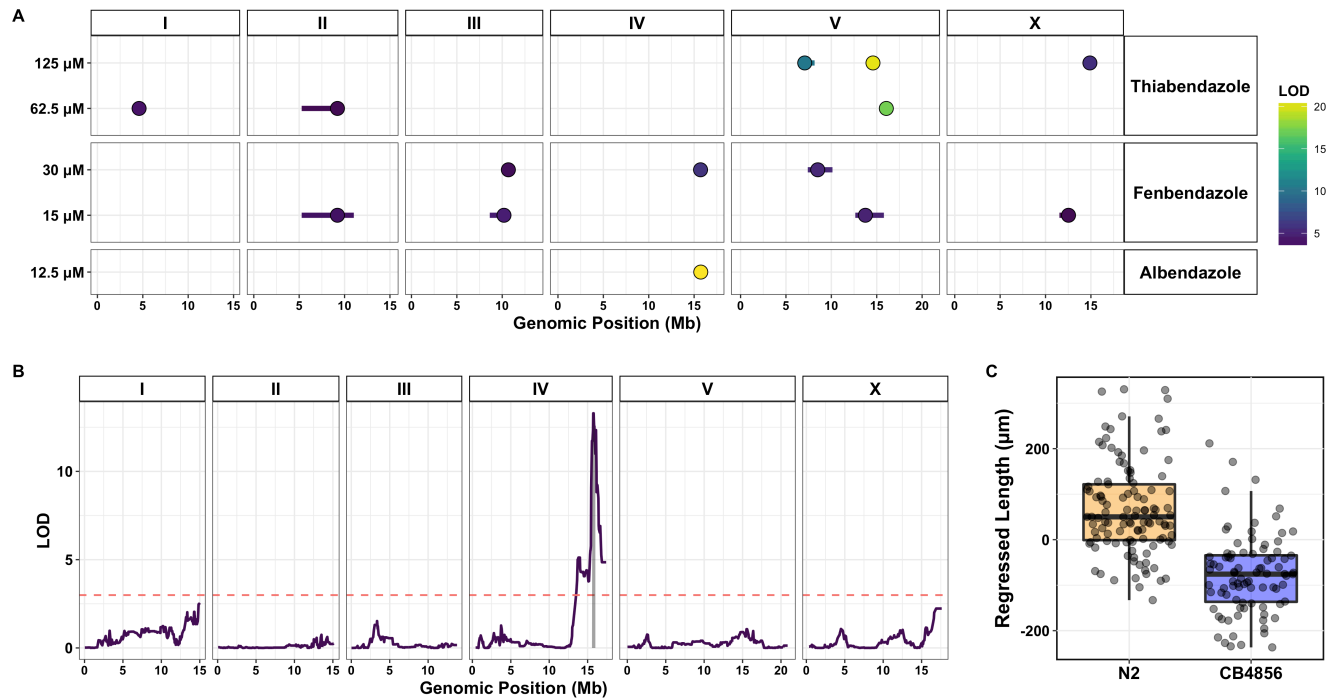 A
I II III IV V X
125 µM
62.5 µM
Thiabendazole
30 µM
15 µM
Fenbendazole
12.5 µM
Albendazole
0 5 10 15 0 5 10 15 0 5 10 0 5 10 15 0 5 10 15 20 0 5 10 15
Genomic Position (Mb)
LOD
20
15
10
5
B
I II III IV V X
LOD
10
5
0
0 5 10 15 0 5 10 15 0 5 10 0 5 10 15 0 5 10 15 20 0 5 10 15
Genomic Position (Mb)
C
Regressed Length (µm)
200
0
-200
N2 CB4856